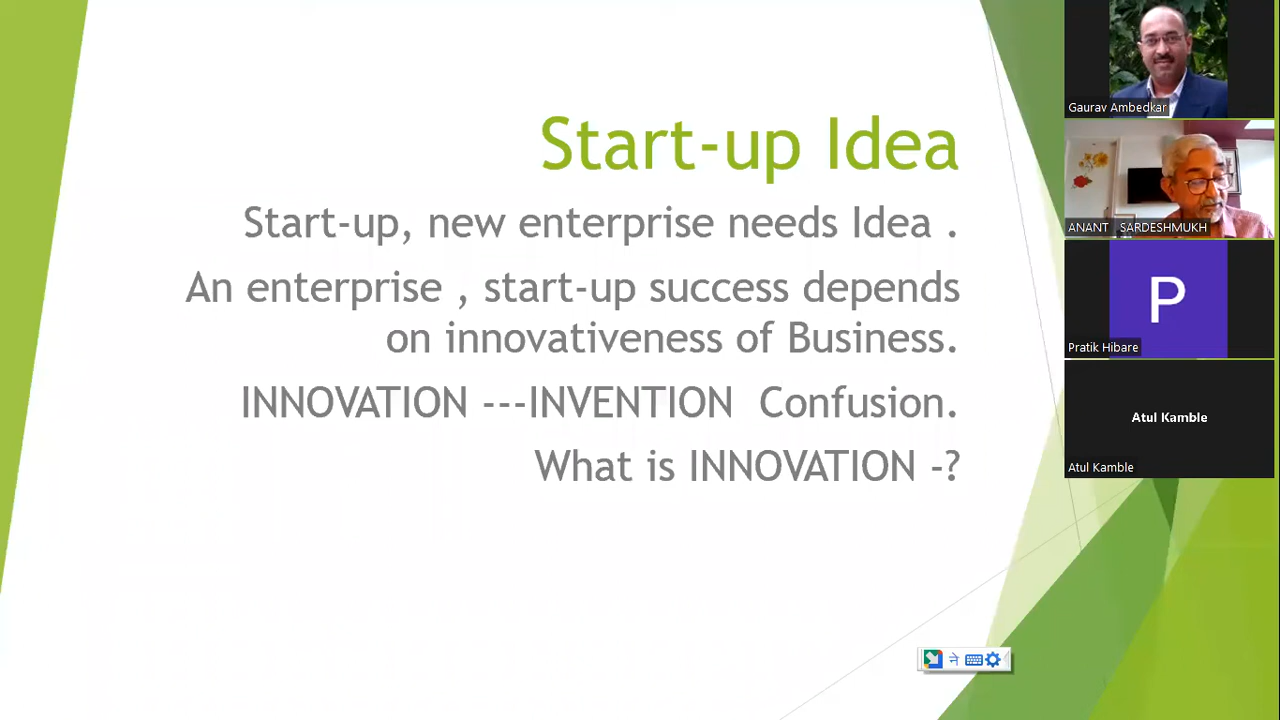 Start-up Idea
Start-up, new enterprise needs Idea .
An enterprise , start-up success depends
on innovativeness of Business.
INNOVATION ---INVENTION  Confusion.
What is INNOVATION -?
Gaurav Ambedkar
ANANT SARDESHMUKH
P
Pratik Hibare
Atul Kamble
Atul Kamble
ने